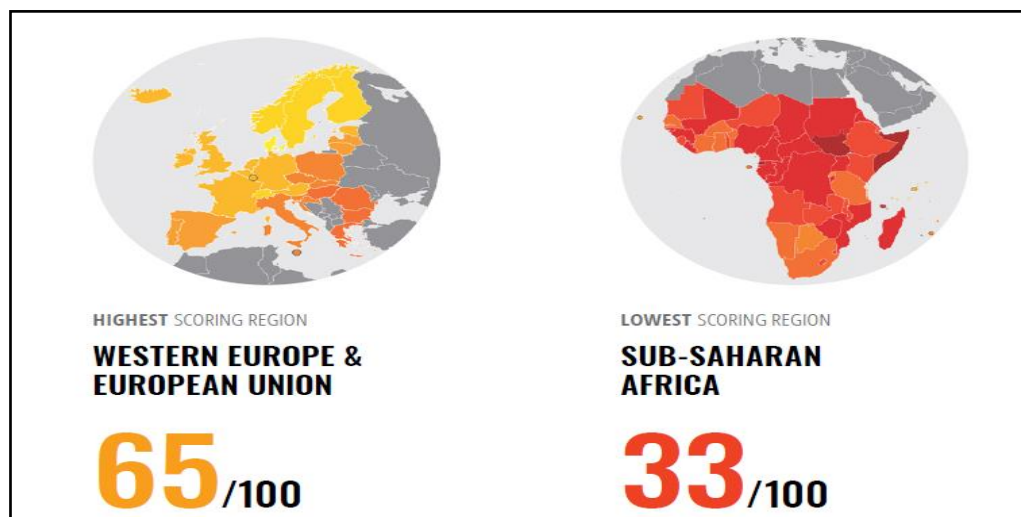 HIGHEST SCORING REGION
WESTERN EUROPE &
EUROPEAN UNION
65/100
LOWEST SCORING REGION
SUB-SAHARAN
AFRICA
33/100